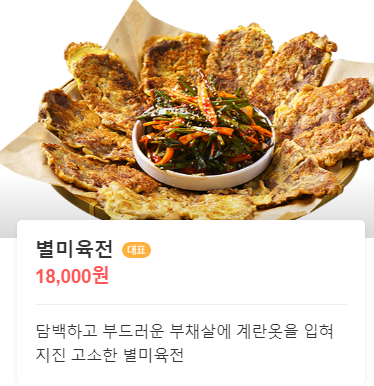 별미육전 대표
18,000원
담백하고 부드러운 부채살에 계란옷을 입혀
지진 고소한 별미육전